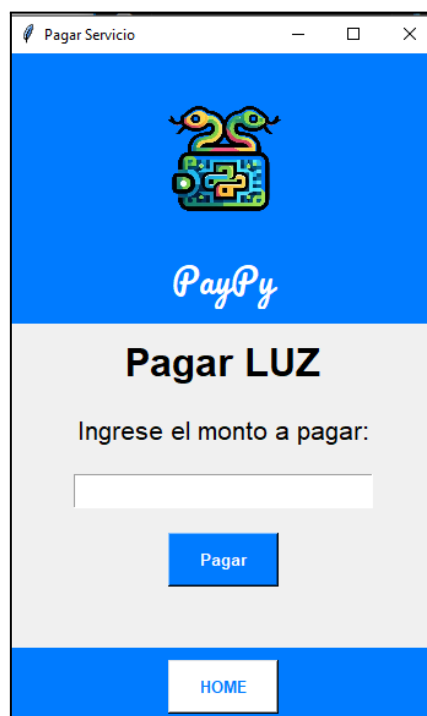 Pagar Servicio
PayPy
Pagar LUZ
Ingrese el monto a pagar:
Pagar
HOME